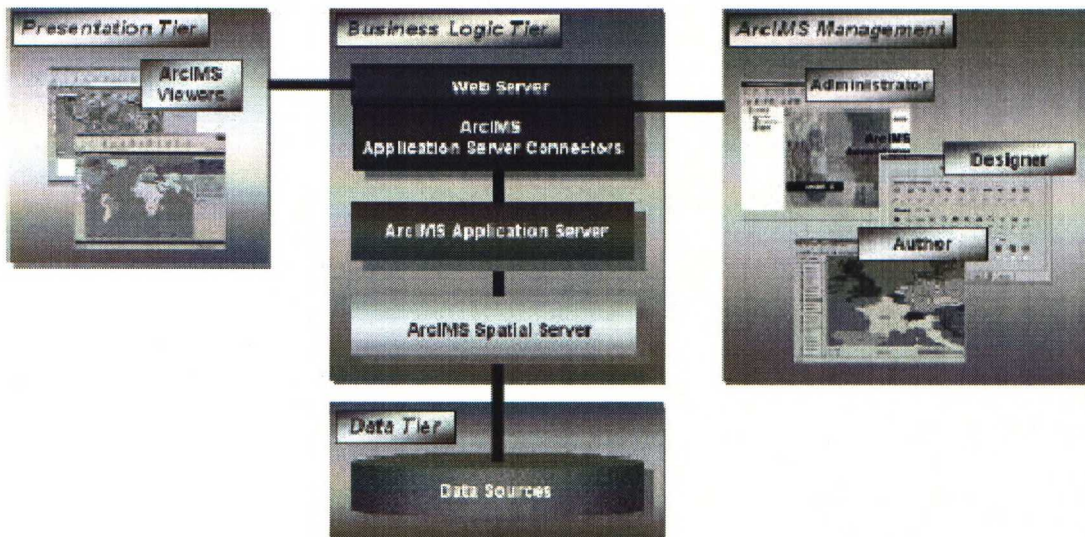 Presentation Tier
ArcIMS
Viewers
Business Logic Tier
Web Server
ArcIMS
Application Server Connectors
ArcIMS Application Server
ArcIMS Spatial Server
Data Tier
Data Sources
ArcIMS Management
Administrator
ArcIMS
Designer
Author